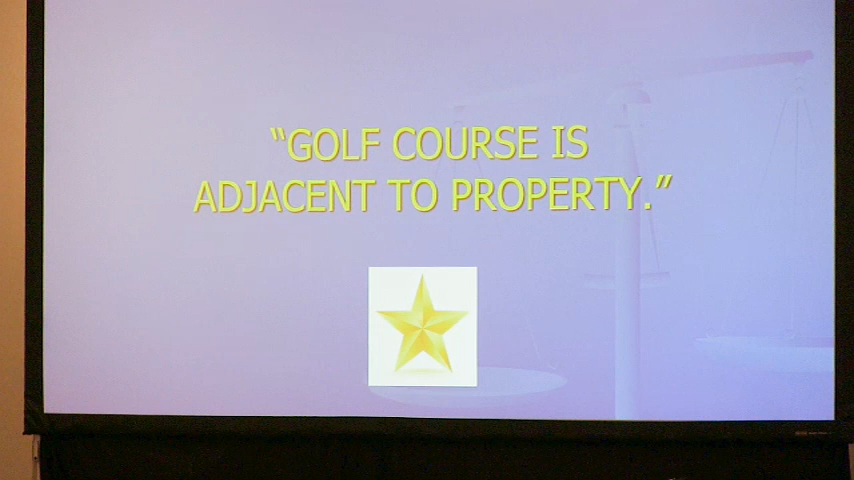 “GOLF COURSE IS
ADJACENT TO PROPERTY.”